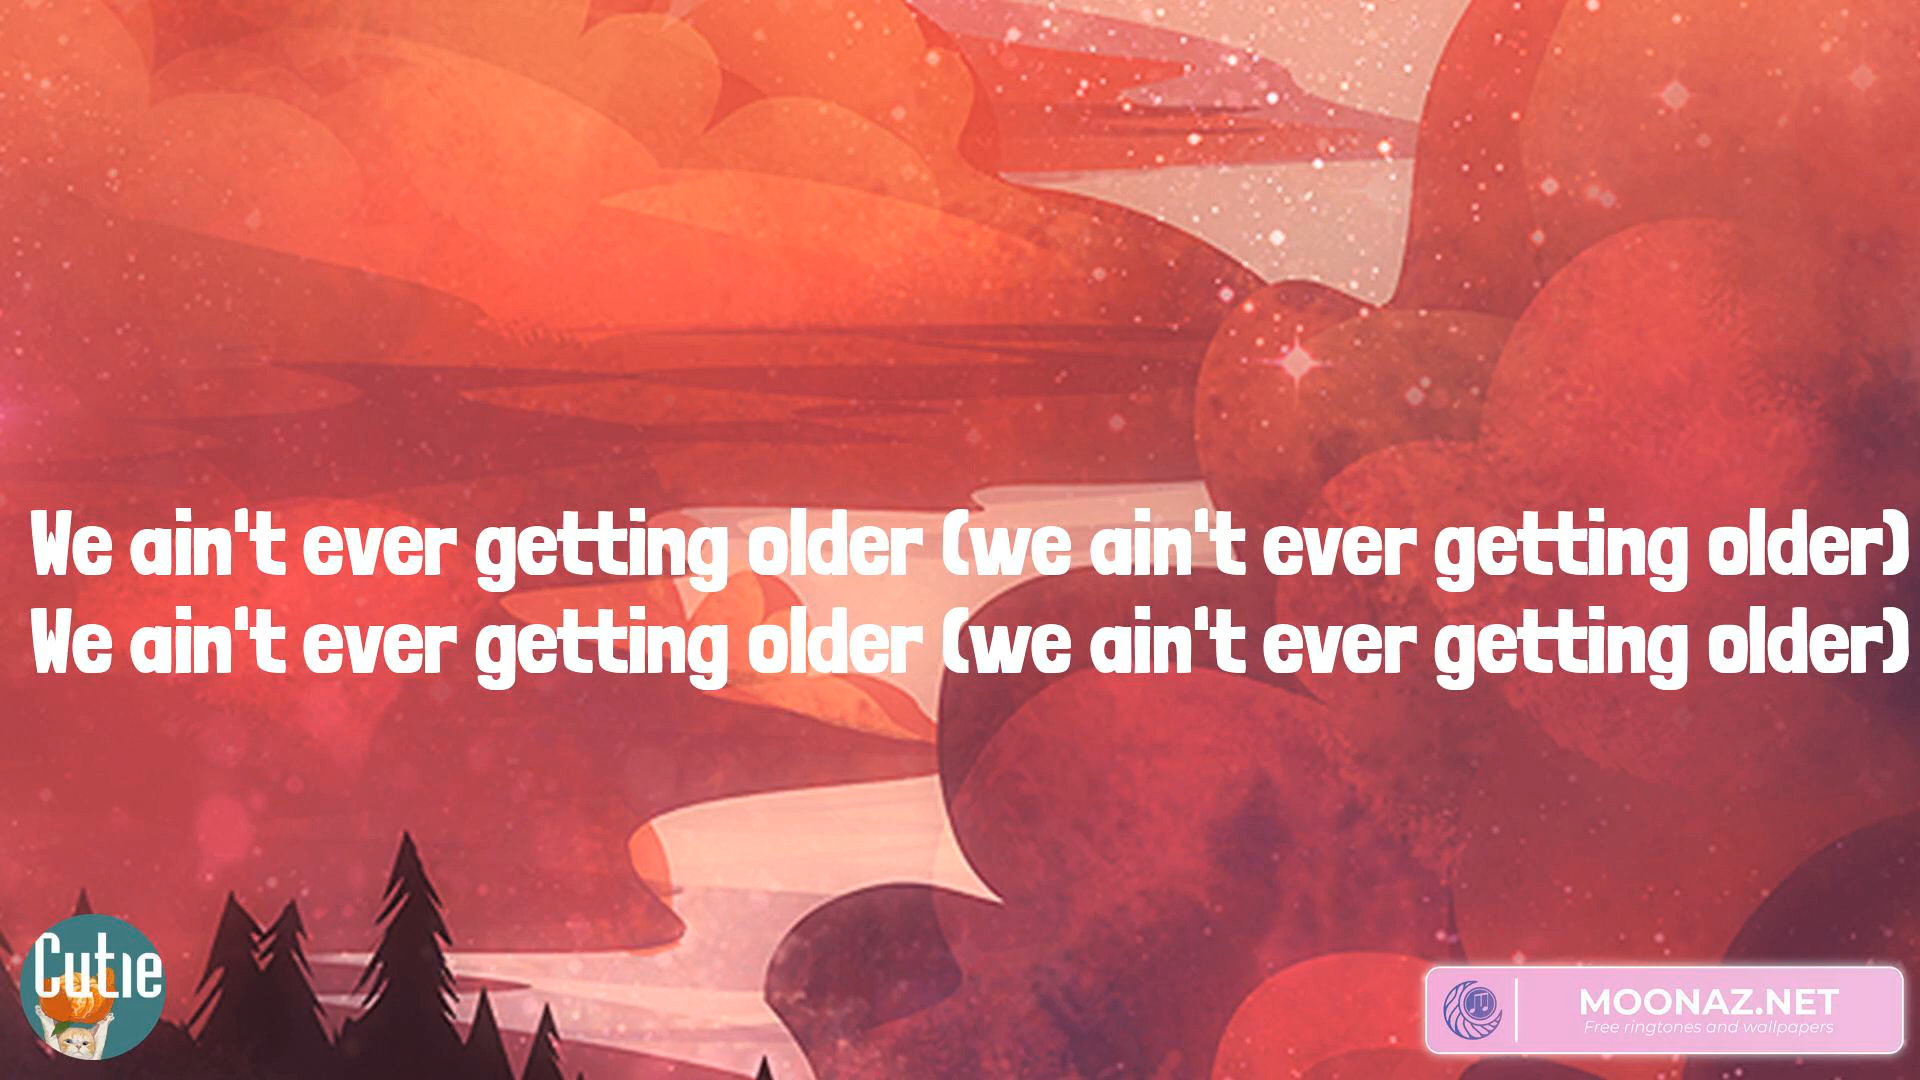 We ain't ever getting older (we ain't ever getting older)
We ain't ever getting older (we ain't ever getting older)
Cutie
MOONAZ.NET
Free ringtones and wallpapers